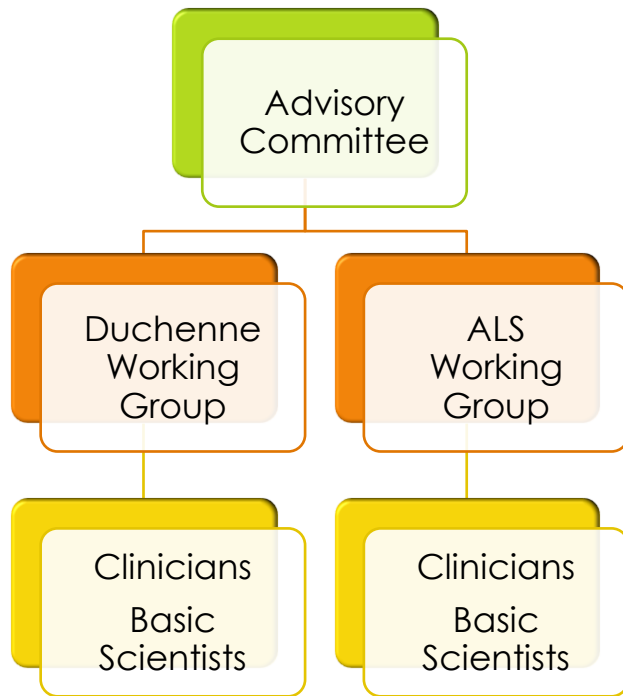 Advisory
Committee
Duchenne
Working
Group
ALS
Working
Group
Clinicians
Basic
Scientists
Clinicians
Basic
Scientists